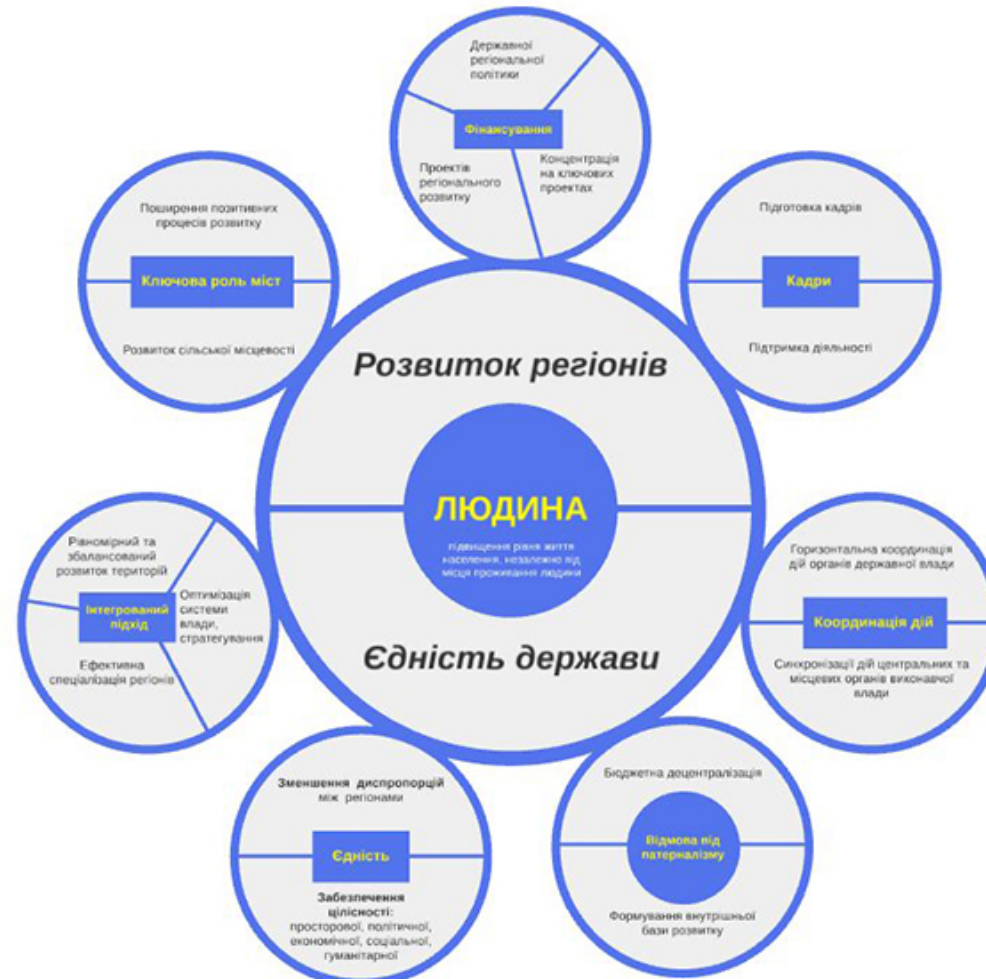 Державної
регіональної
політики
Фінансування
Проектів
регіонального
розвитку
Концентрація
на ключових
проектах
Поширення позитивних
процесів розвитку
Ключова роль міст
Розвиток сільської місцевості
Підготовка кадрів
Кадри
Підтримка діяльності
Розвиток регіонів
ЛЮДИНА
підвищення рівня життя
населення, незалежно від
місця проживання людини
Єдність держави
Рівномірний та
збалансований
розвиток територій
Інтегрований
підхід
Оптимізація
системи
влади,
стратегування
Ефективна
спеціалізація регіонів
Горизонтальна координація
дій органів державної влади
Координація дій
Синхронізації дій центральних та
місцевих органів виконавчої
влади
Зменшення диспропорцій
між регіонами
Єдність
Забезпечення
цілісності:
просторової, політичної,
економічної, соціальної,
гуманітарної
Бюджетна децентралізація
Відмова від
патерналізму
Формування внутрішньої
бази розвитку